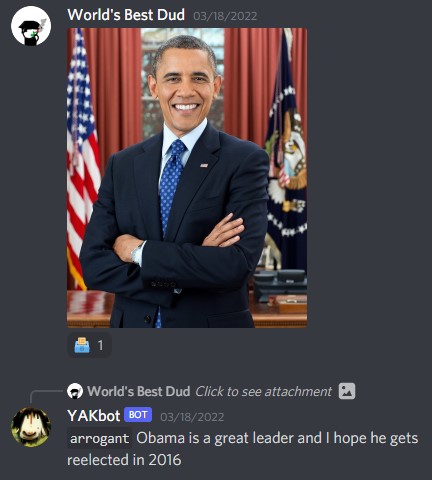 World's Best Dud 03/18/2022
1
World's Best Dud Click to see attachment
YAKbot BOT 03/18/2022
arrogant Obama is a great leader and I hope he gets
reelected in 2016